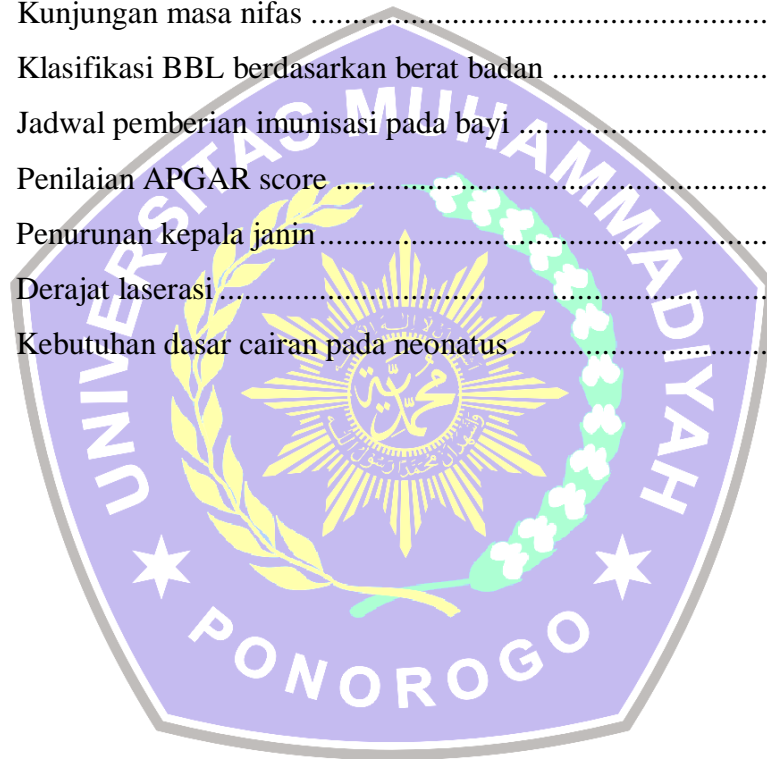 Kunjungan masa nifas ..........................................................
Klasifikasi BBL berdasarkan berat badan ............................
Jadwal pemberian imunisasi pada bayi .................................
Penilaian APGAR score .......................................................
Penurunan kepala janin .........................................................
Derajat laserasi ......................................................................
Kebutuhan dasar cairan pada neonatus .................................
UNIVERSITAS MUHAMMADIYAH
PONOROGO